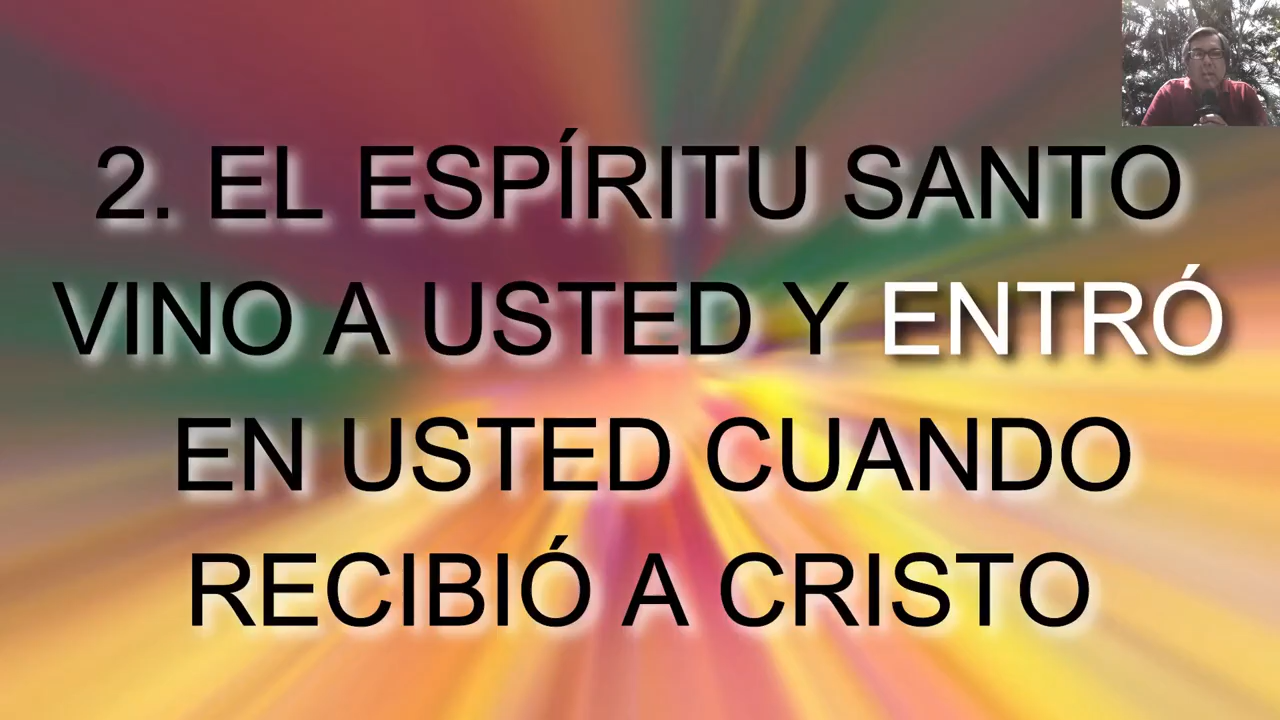 2. EL ESPÍRITU SANTO
VINO A USTED Y ENTRÓ
EN USTED CUANDO
RECIBIÓ A CRISTO